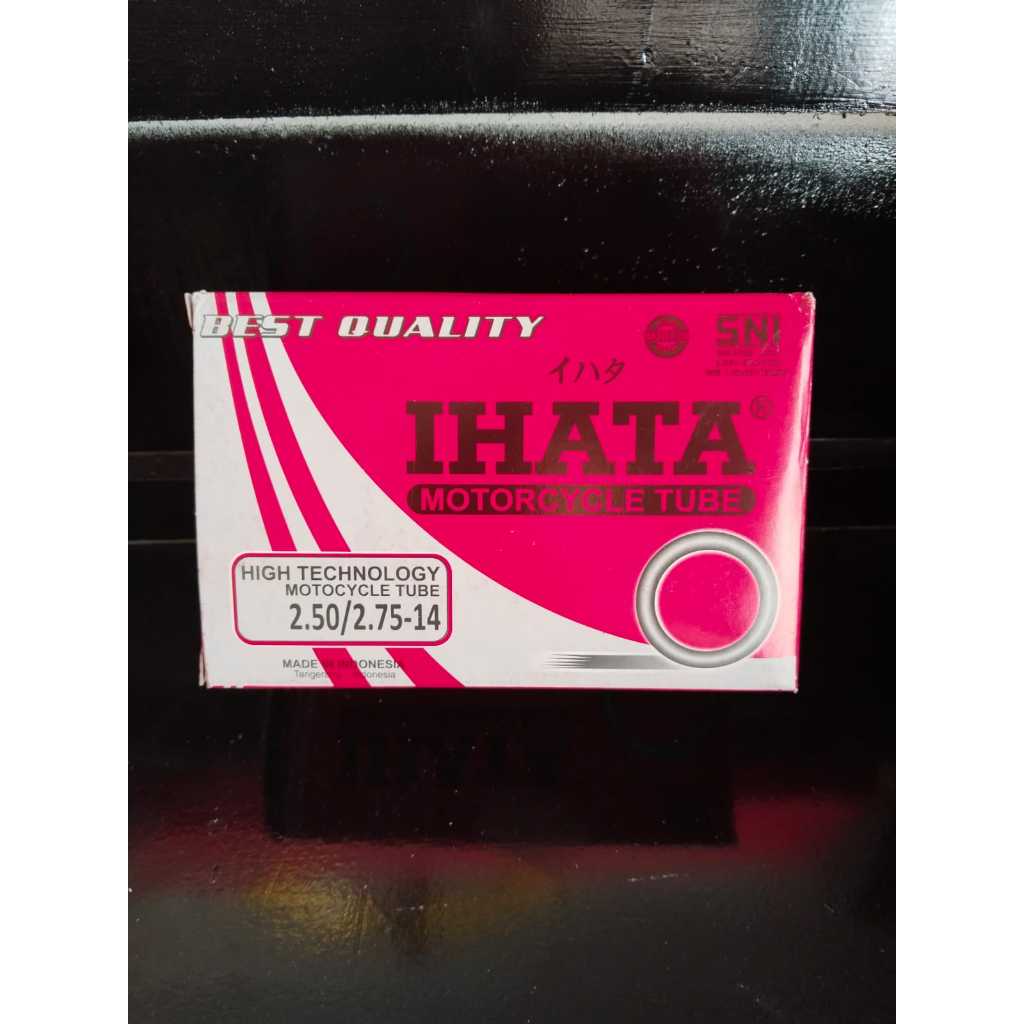 BEST QUALITY
SNI
イハタ
IHATA®
MOTORCYCLE TUBE
HIGH TECHNOLOGY
MOTOCYCLE TUBE
2.50/2.75-14
MADE IN INDONESIA